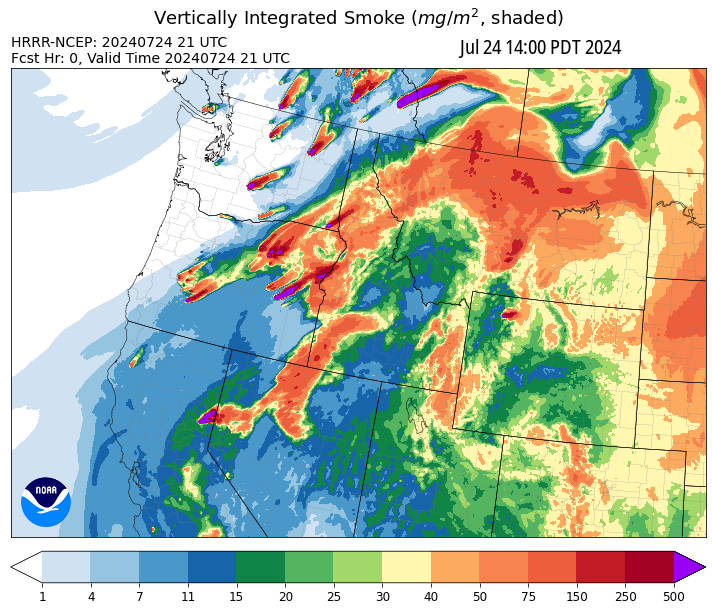 Vertically Integrated Smoke (mg/m², shaded)
HRRR-NCEP: 20240724 21 UTC
Fcst Hr: 0, Valid Time 20240724 21 UTC
Jul 24 14:00 PDT 2024
NOAA
1 4 7 11 15 20 25 30 40 50 75 150 250 500